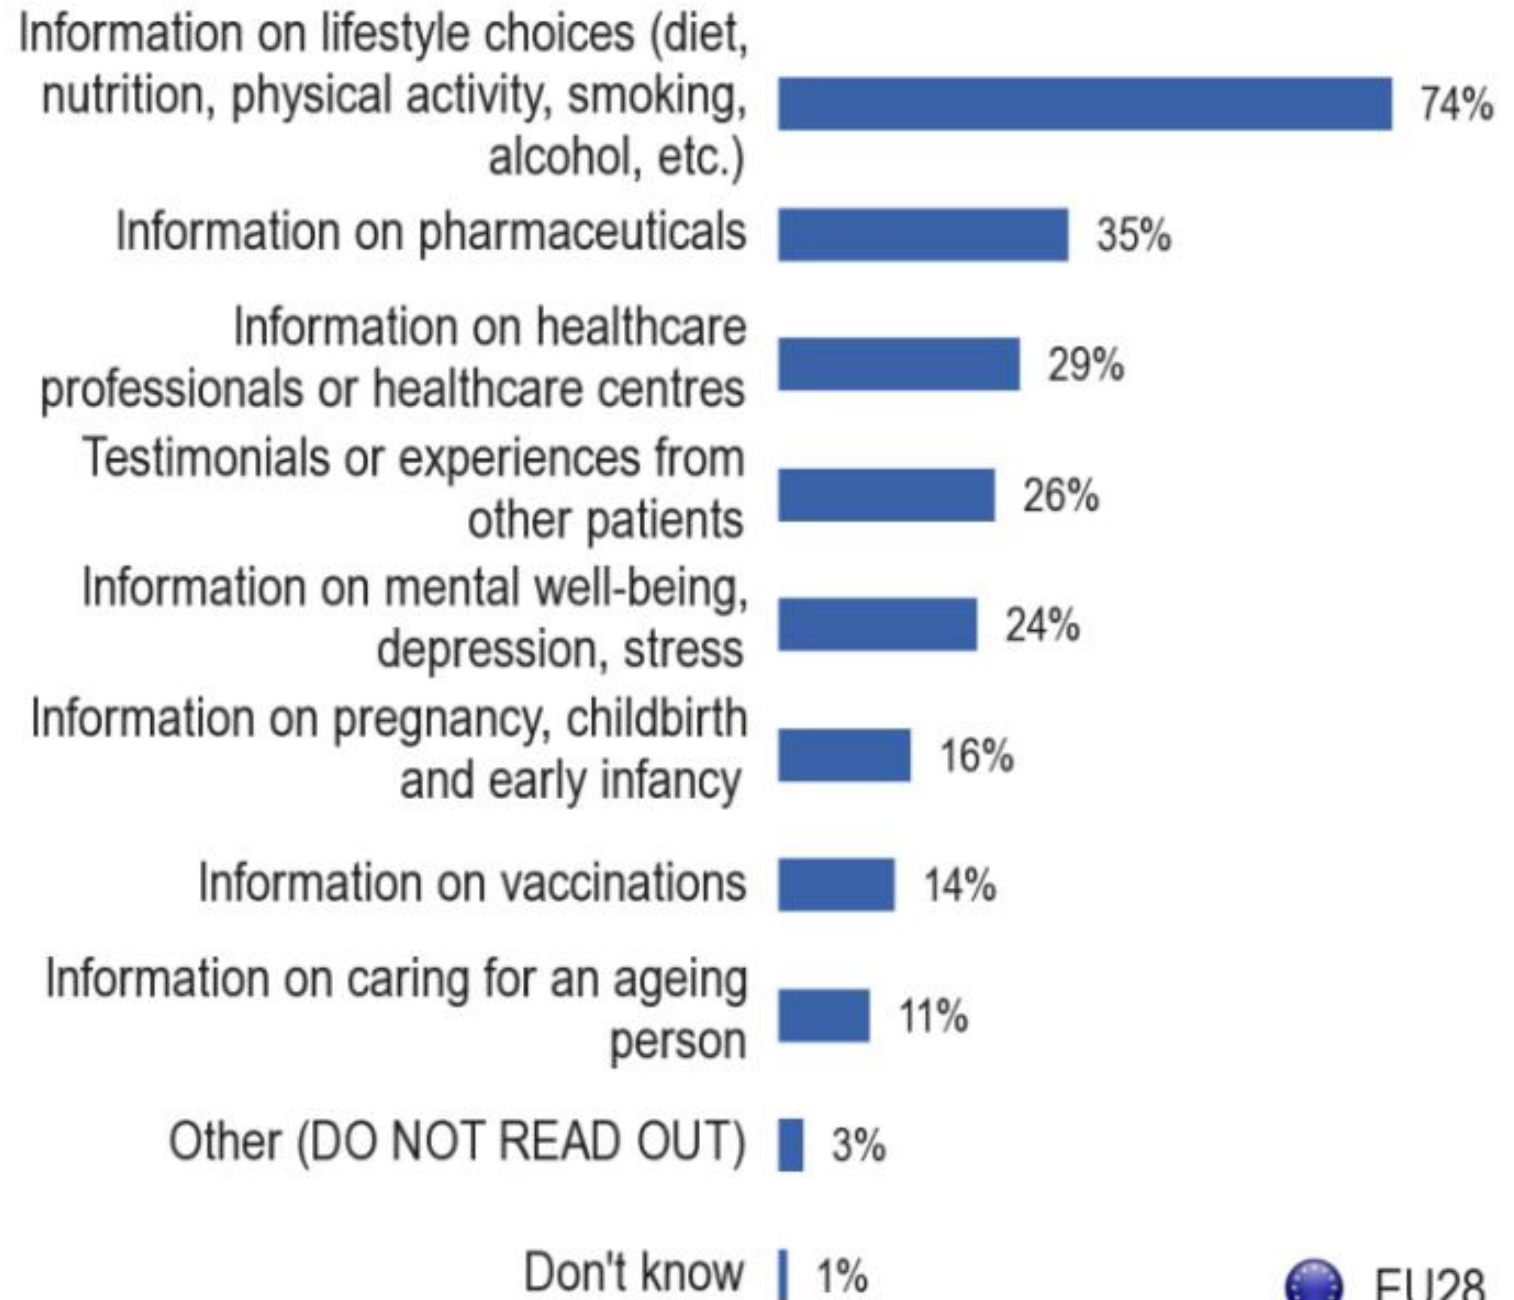 Information on lifestyle choices (diet,
nutrition, physical activity, smoking,
alcohol, etc.)
74%
Information on pharmaceuticals
35%
Information on healthcare
professionals or healthcare centres
29%
Testimonials or experiences from
other patients
26%
Information on mental well-being,
depression, stress
24%
Information on pregnancy, childbirth
and early infancy
16%
Information on vaccinations
14%
Information on caring for an ageing
person
11%
Other (DO NOT READ OUT)
3%
Don't know
1%
EU28